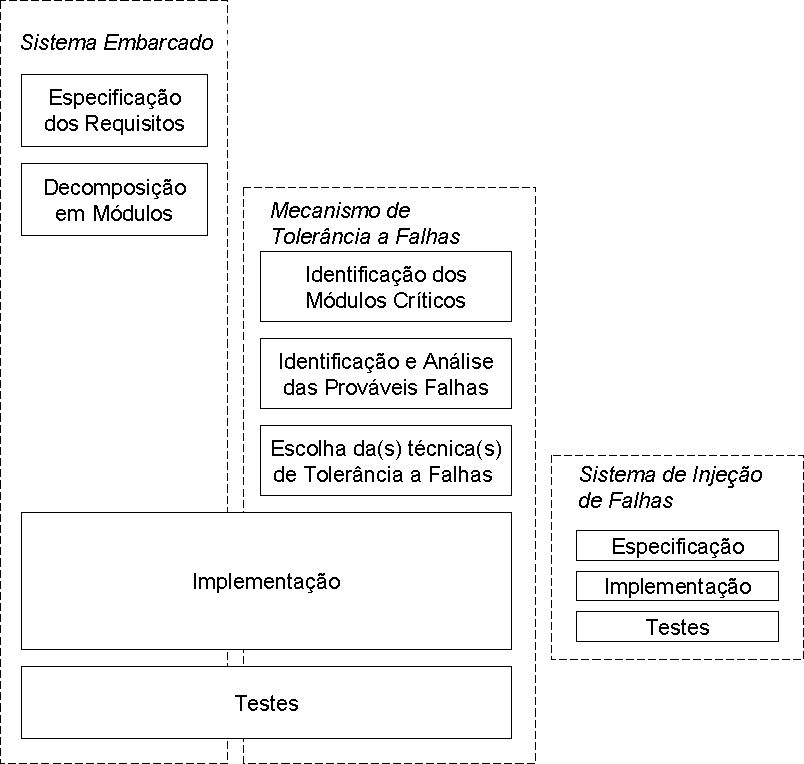 Sistema Embarcado
Especificação
dos Requisitos
Decomposição
em Módulos
Mecanismo de
Tolerância a Falhas
Identificação dos
Módulos Críticos
Identificação e Análise
das Prováveis Falhas
Escolha da(s) técnica(s)
de Tolerância a Falhas
Implementação
Testes
Sistema de Injeção
de Falhas
Especificação
Implementação
Testes